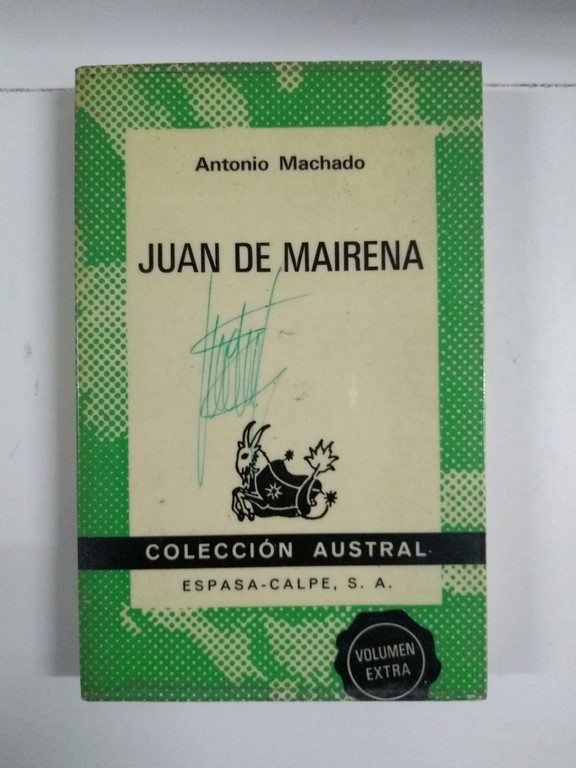 Antonio Machado
JUAN DE MAIRENA
COLECCIÓN AUSTRAL
ESPASA-CALPE, S. A.
VOLUMEN
EXTRA